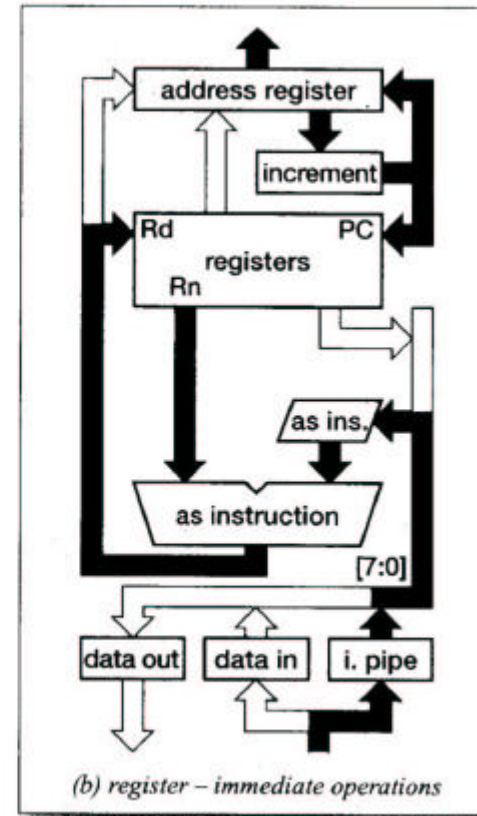 address register
increment
Rd PC
registers
Rn
as ins.
as instruction
[7:0]
data out data in i. pipe
(b) register – immediate operations